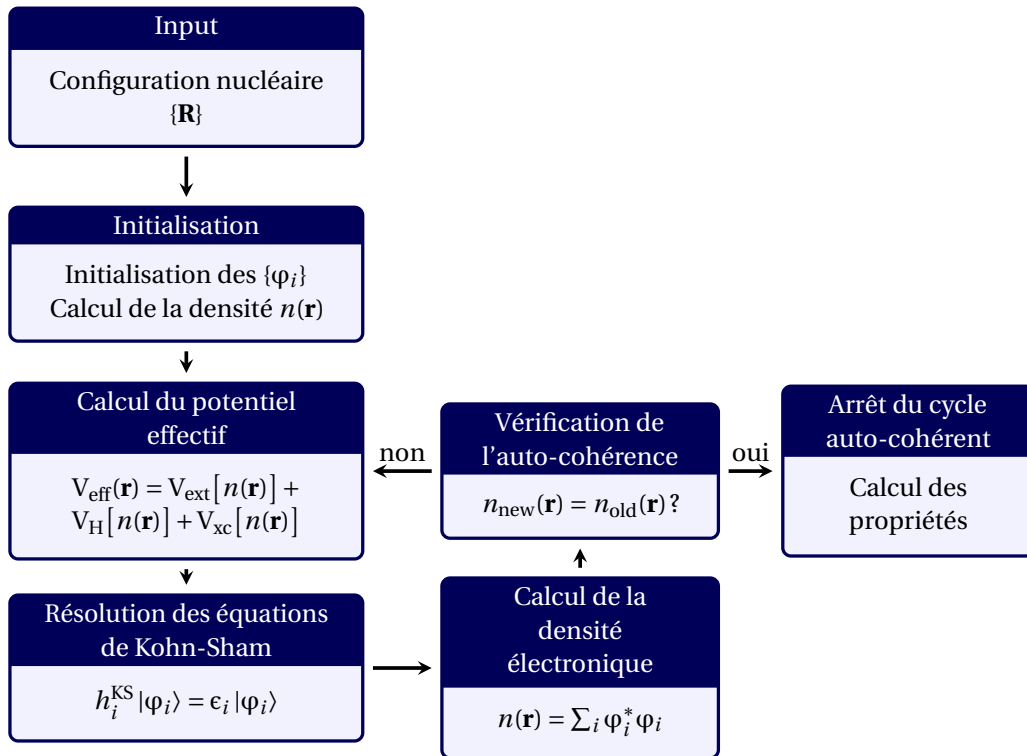 Input
Configuration nucléaire
{R}
Initialisation
Initialisation des {φ_i}
Calcul de la densité n(r)
Calcul du potentiel
effectif
V_eff(r) = V_ext[n(r)] +
V_H[n(r)] + V_xc[n(r)]
Résolution des équations
de Kohn-Sham
h_i^KS |φ_i⟩ = ϵ_i |φ_i⟩
Calcul de la
densité
électronique
n(r) = ∑_i φ_i^* φ_i
Vérification de
l'auto-cohérence
n_new(r) = n_old(r) ?
non
oui
Arrêt du cycle
auto-cohérent
Calcul des
propriétés